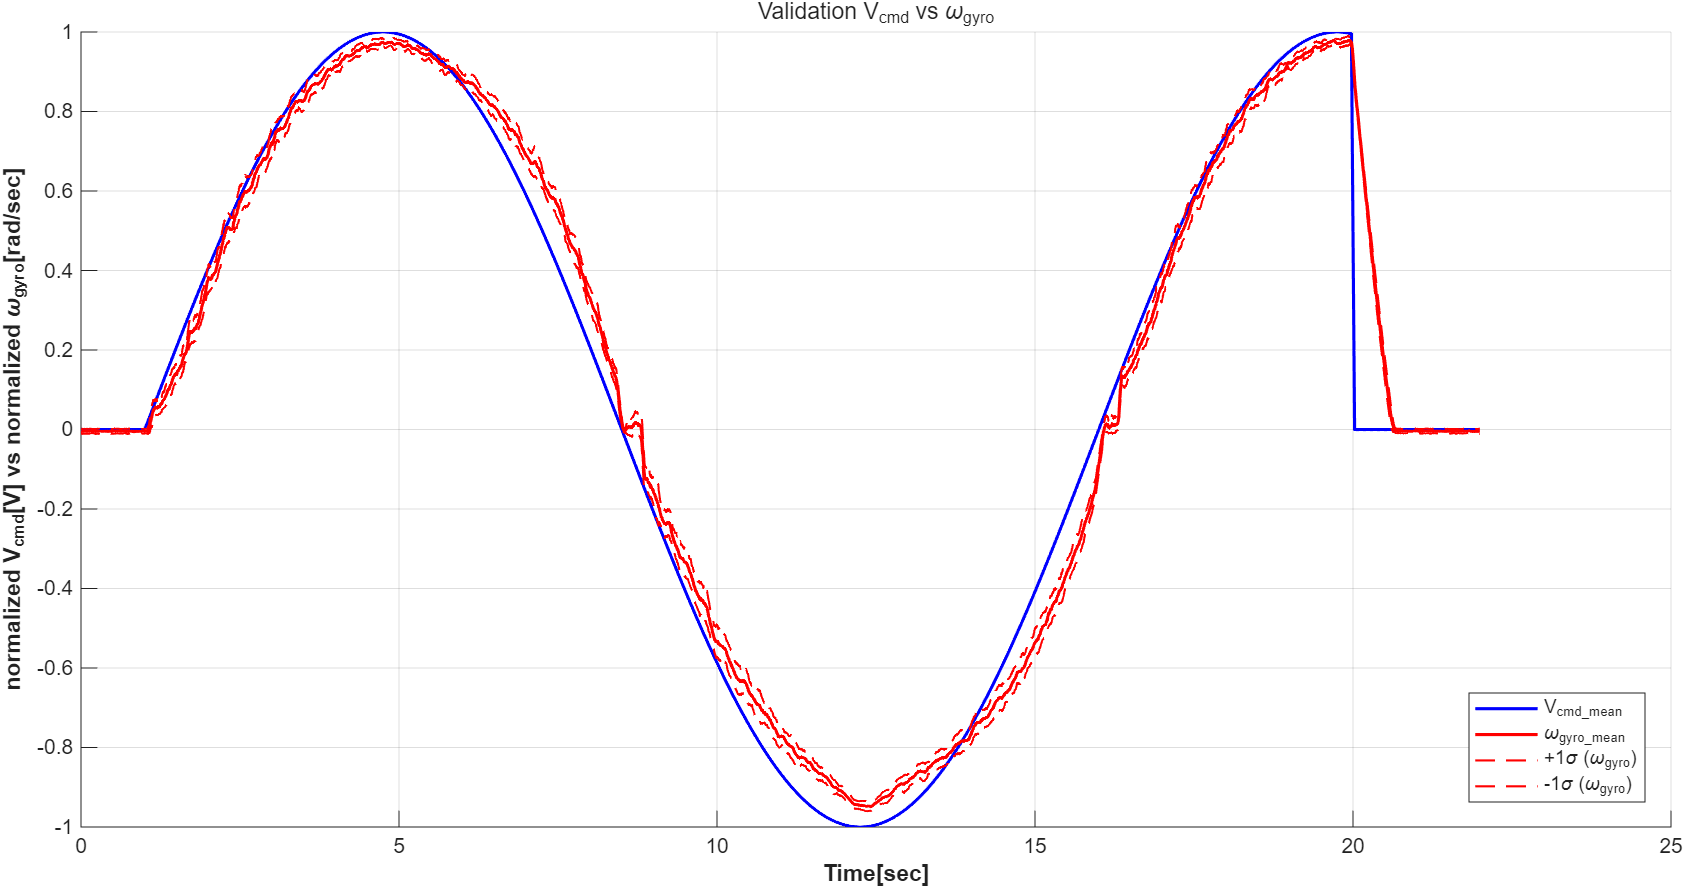 Validation V_cmd vs ω_gyro
normalized V_cmd[V] vs normalized ω_gyro[rad/sec]
1
0.8
0.6
0.4
0.2
0
-0.2
-0.4
-0.6
-0.8
-1
0 5 10 15 20 25
Time[sec]
V_cmd_mean
ω_gyro_mean
+1σ (ω_gyro)
-1σ (ω_gyro)